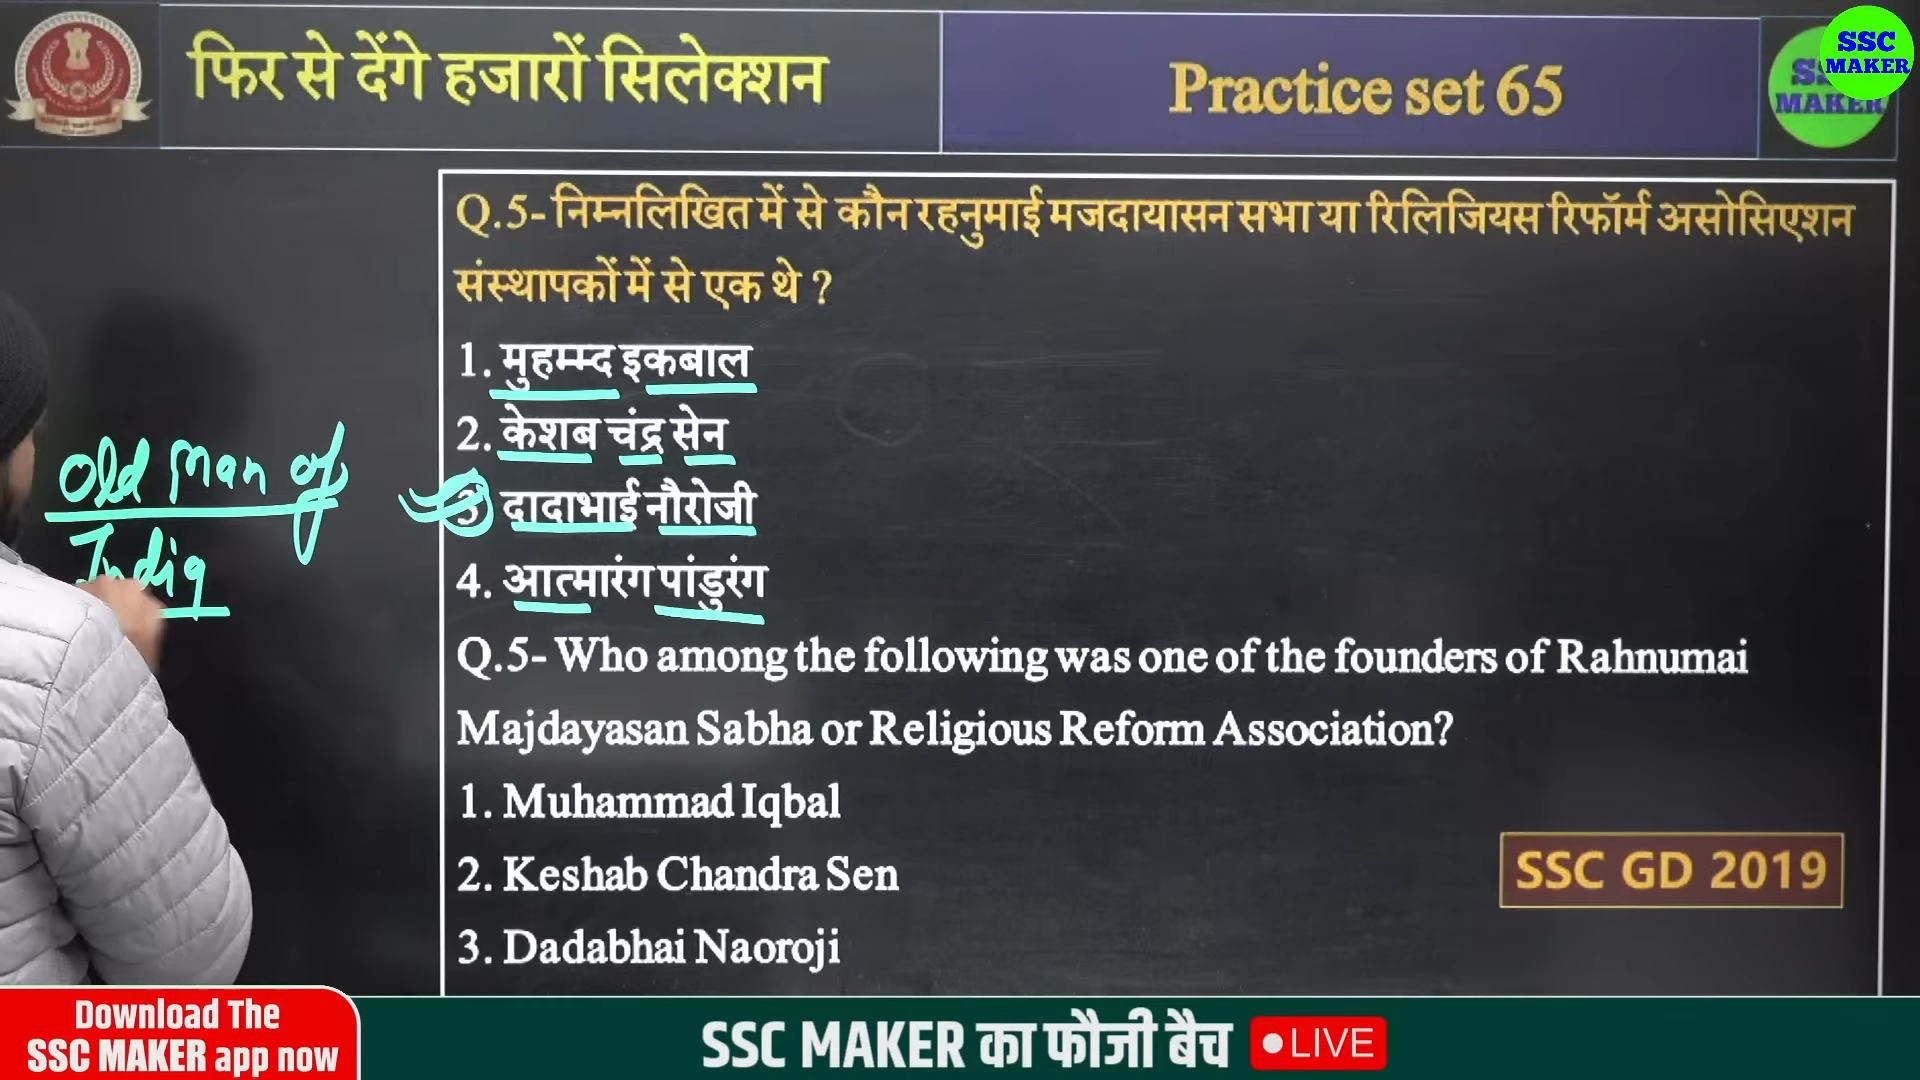 फिर से देंगे हजारों सिलेक्शन
Practice set 65
SSC
MAKER
Q.5- निम्नलिखित में से कौन रहनुमाई मजदायासन सभा या रिलिजियस रिफॉर्म असोसिएशन
संस्थापकों में से एक थे ?
1. मुहम्म्द इकबाल
2. केशब चंद्र सेन
3 दादाभाई नौरोजी
4. आत्मारंग पांडुरंग
Old Man of
India
Q.5- Who among the following was one of the founders of Rahnumai
Majdayasan Sabha or Religious Reform Association?
1. Muhammad Iqbal
2. Keshab Chandra Sen
3. Dadabhai Naoroji
SSC GD 2019
Download The
SSC MAKER app now
SSC MAKER का फौजी बैच
LIVE